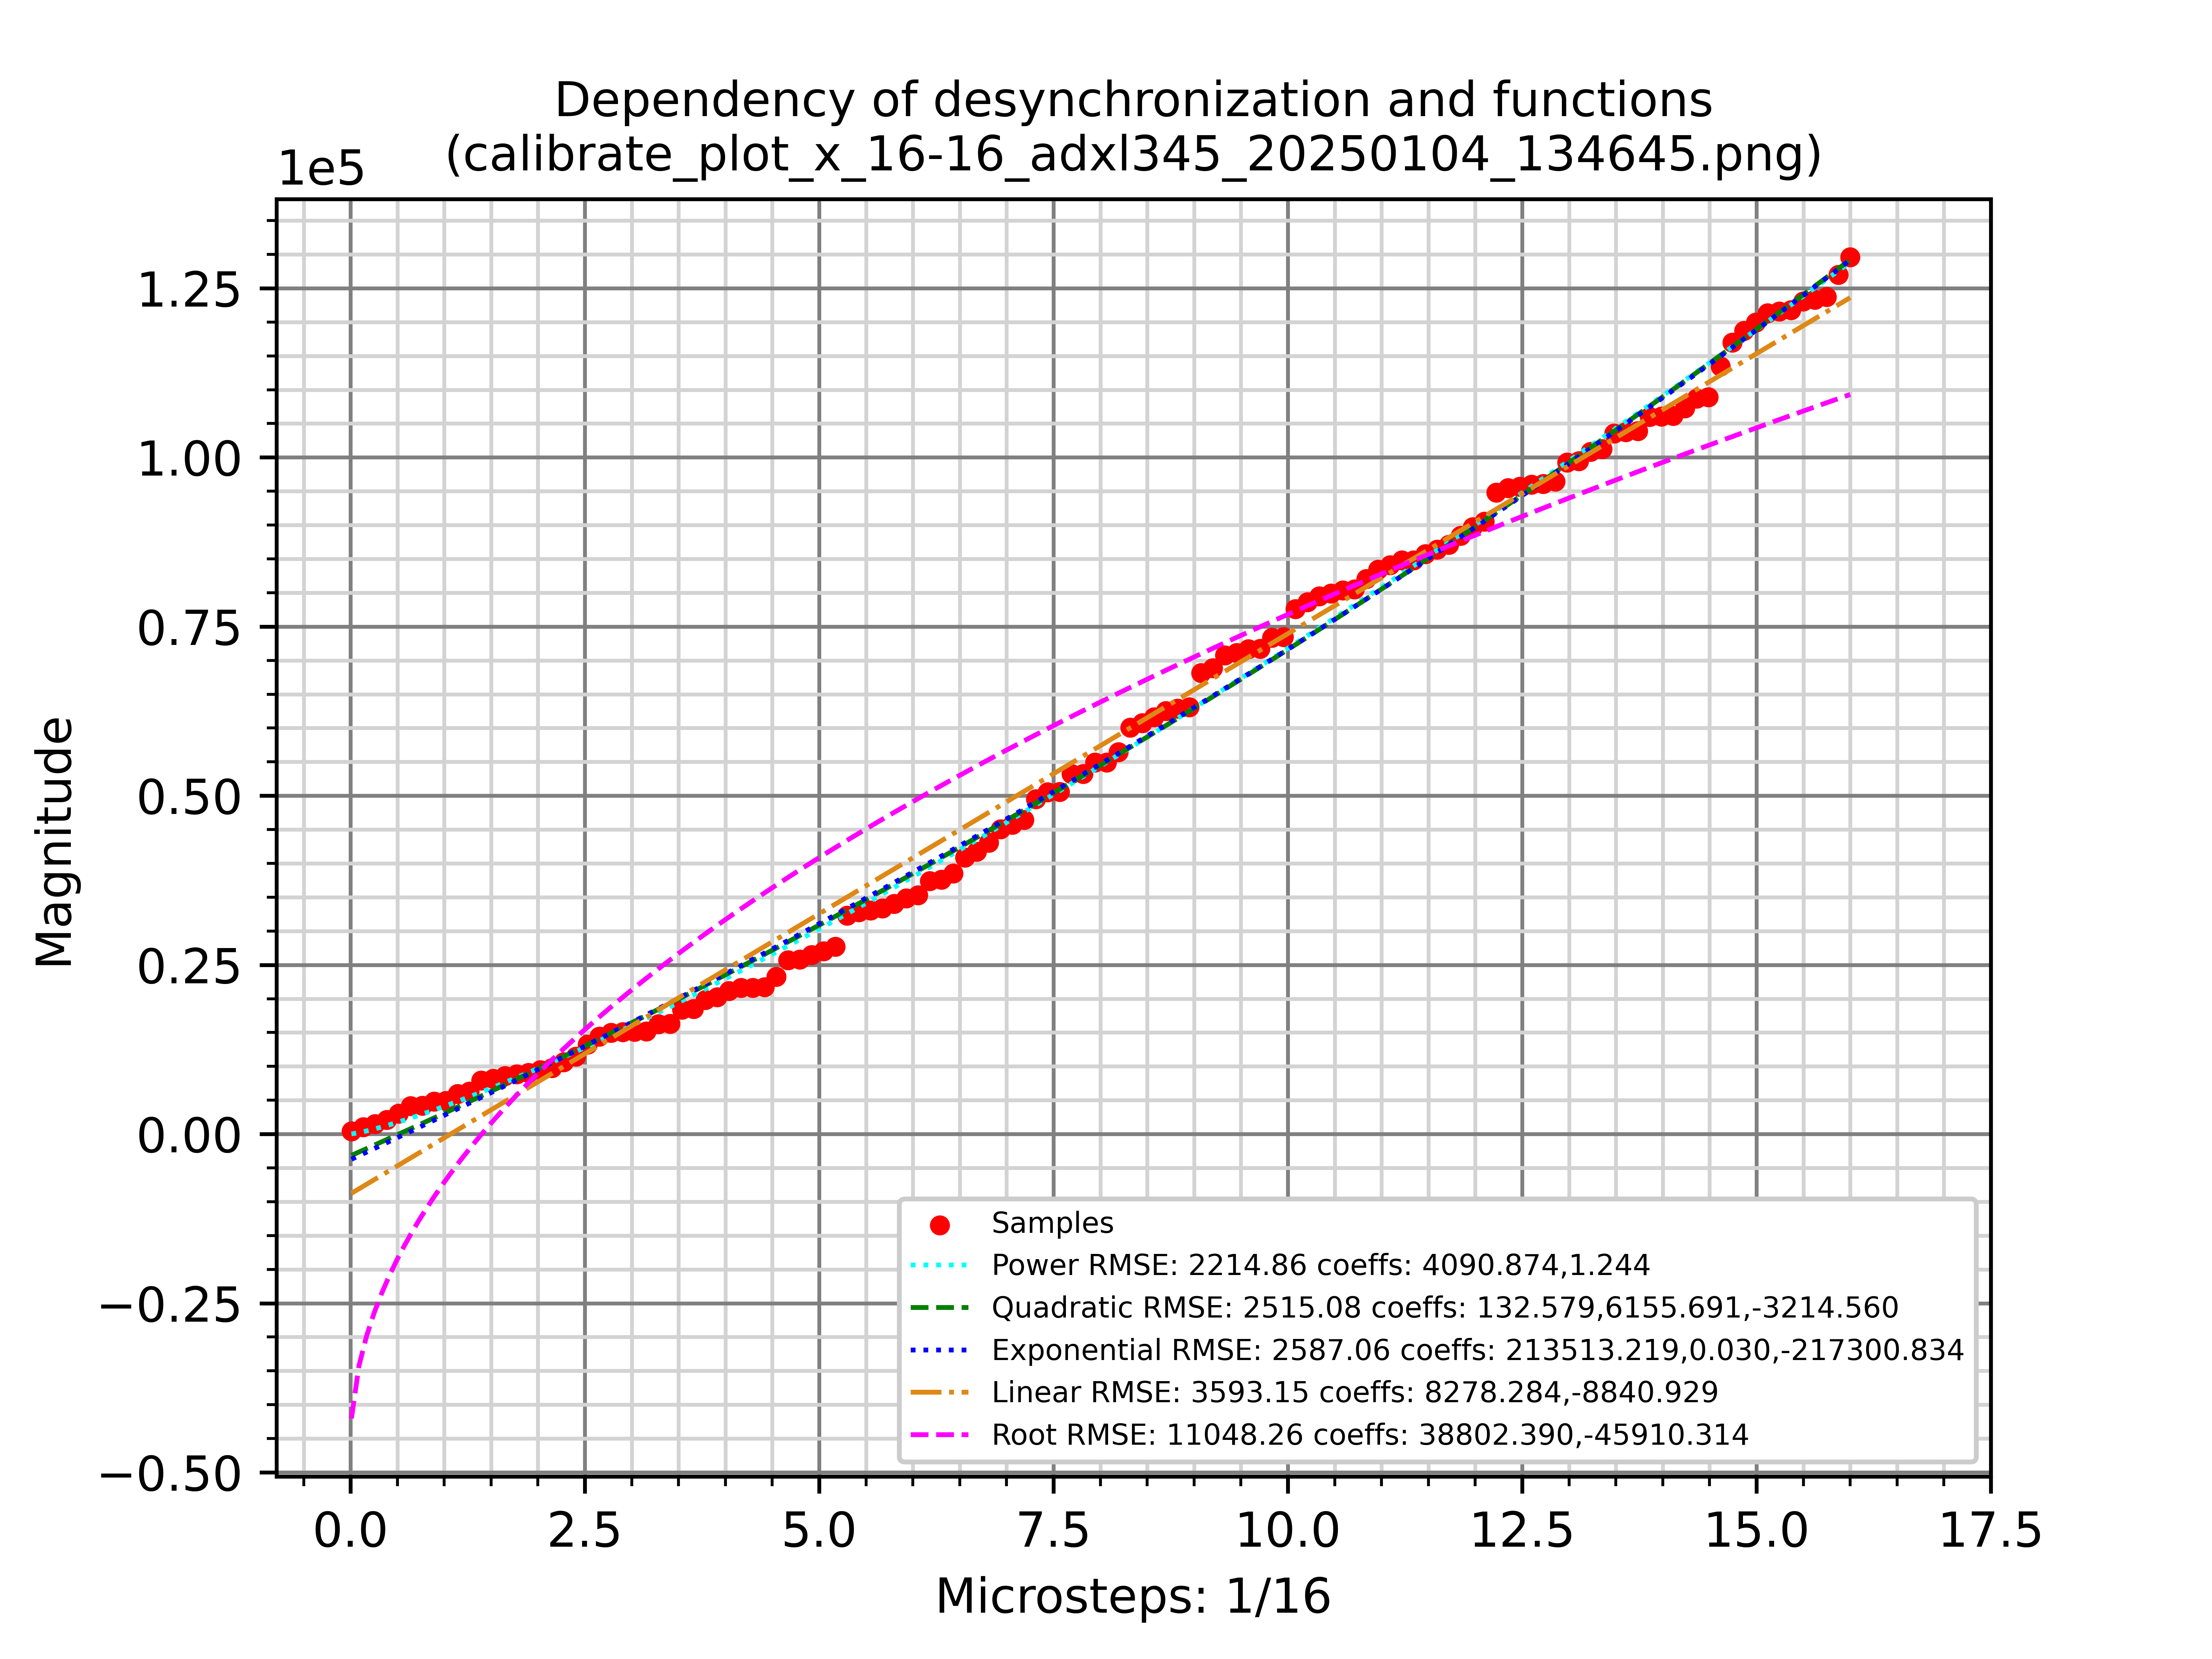 Dependency of desynchronization and functions
(calibrate_plot_x_16-16_adxl345_20250104_134645.png)
1e5
1.25
1.00
0.75
0.50
0.25
0.00
−0.25
−0.50
Magnitude
Samples
Power RMSE: 2214.86 coeffs: 4090.874,1.244
Quadratic RMSE: 2515.08 coeffs: 132.579,6155.691,-3214.560
Exponential RMSE: 2587.06 coeffs: 213513.219,0.030,-217300.834
Linear RMSE: 3593.15 coeffs: 8278.284,-8840.929
Root RMSE: 11048.26 coeffs: 38802.390,-45910.314
0.0 2.5 5.0 7.5 10.0 12.5 15.0 17.5
Microsteps: 1/16